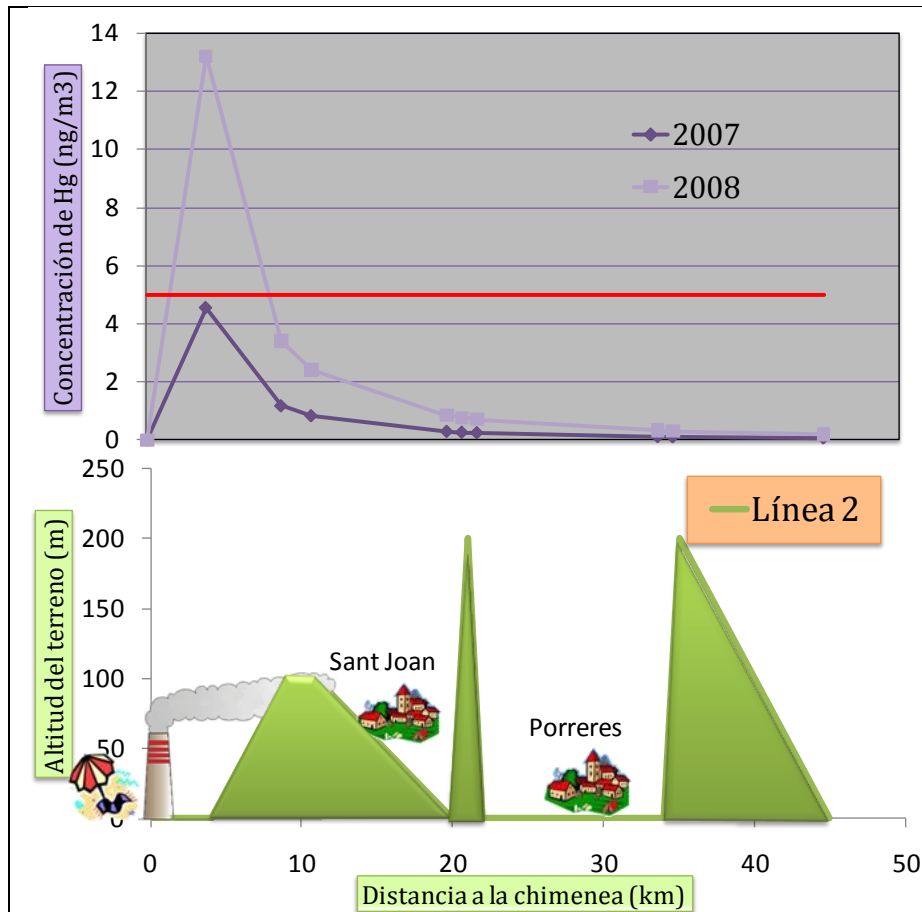 14
12
10
8
6
4
2
0
Concentración de Hg (ng/m3)
2007
2008
250
200
150
100
50
0
Altitud del terreno (m)
Línea 2
Sant Joan
Porreres
0 10 20 30 40 50
Distancia a la chimenea (km)